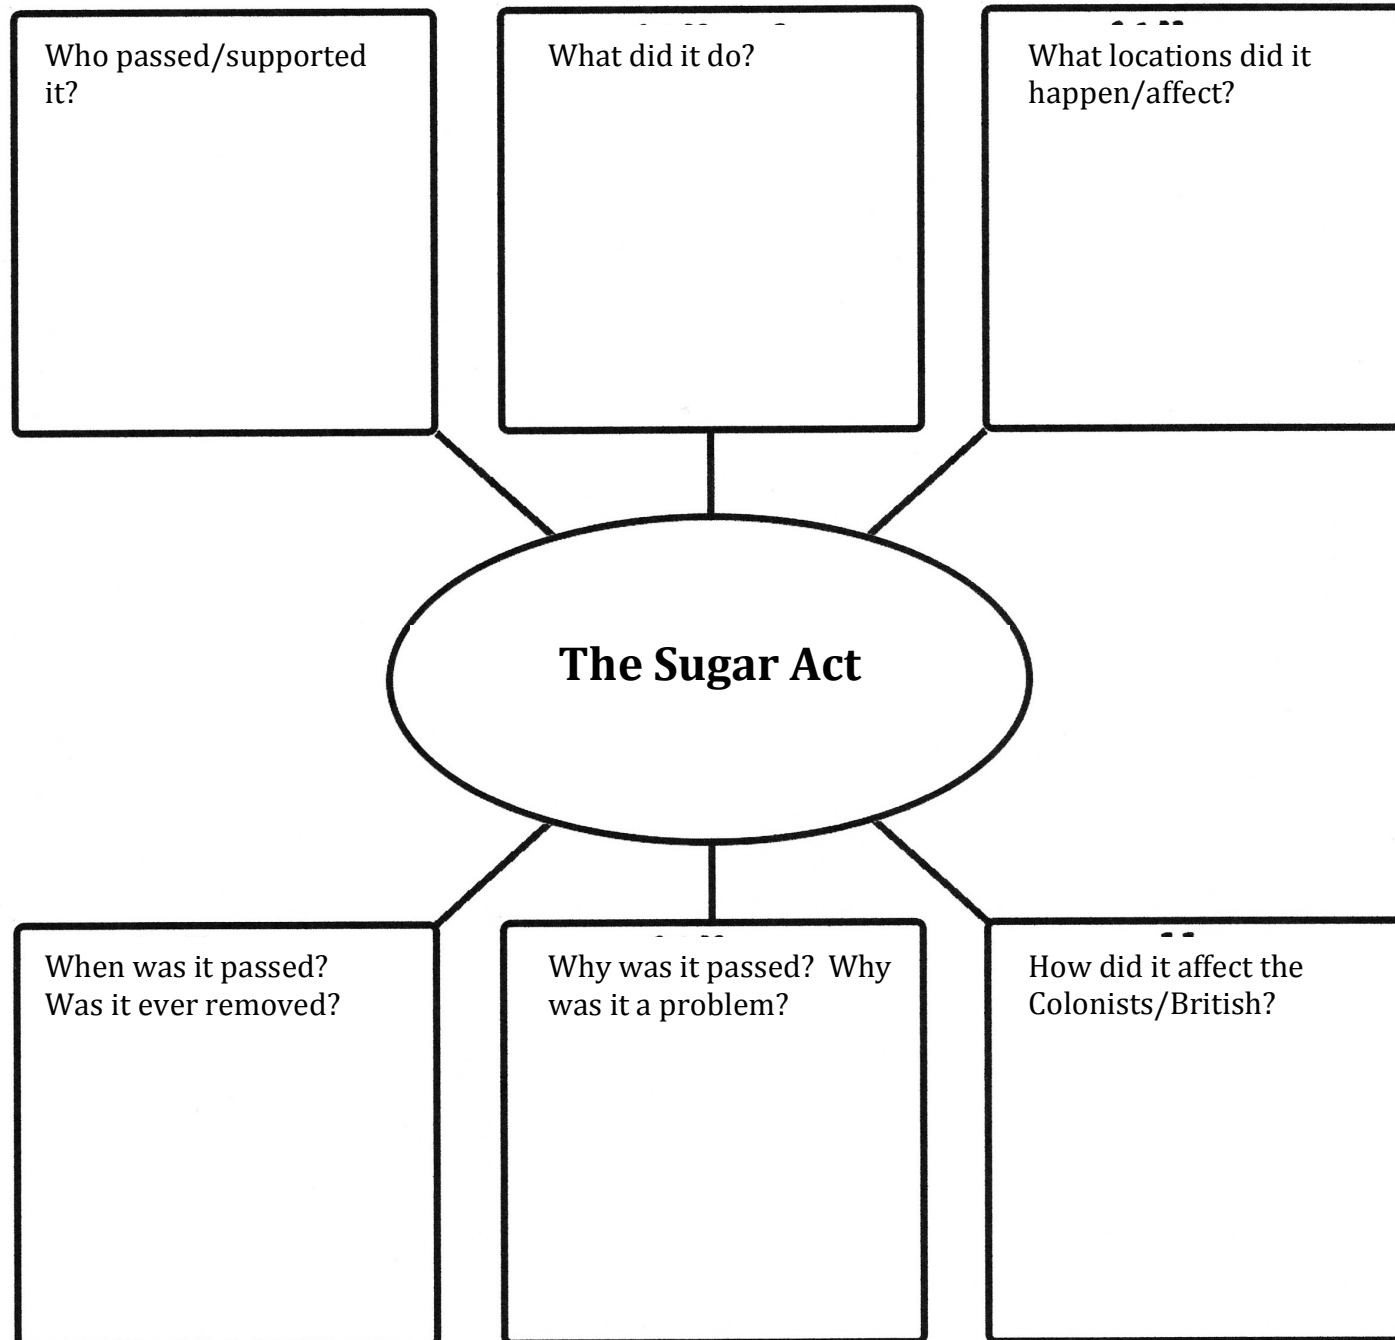 Who passed/supported
it?
What did it do?
What locations did it
happen/affect?
The Sugar Act
When was it passed?
Was it ever removed?
Why was it passed?  Why
was it a problem?
How did it affect the
Colonists/British?